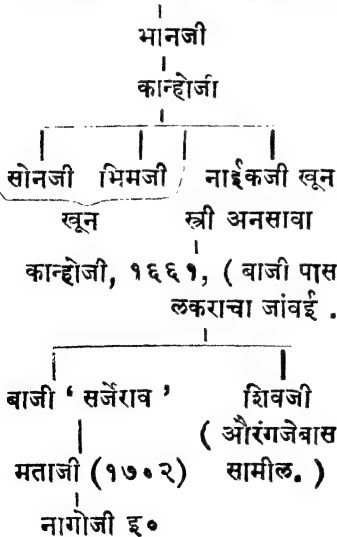 भानजी
कान्होजी
सोनजी भिमजी नाईकजी खून
खून स्त्री अनसावा
कान्होजी, १६६१, ( बाजी पास
लकराचा जांवई .
बाजी ‘ सर्जेराव ’ शिवजी
( औरंगजेबास
मताजी (१७०२) सामील. )
नागोजी इ०